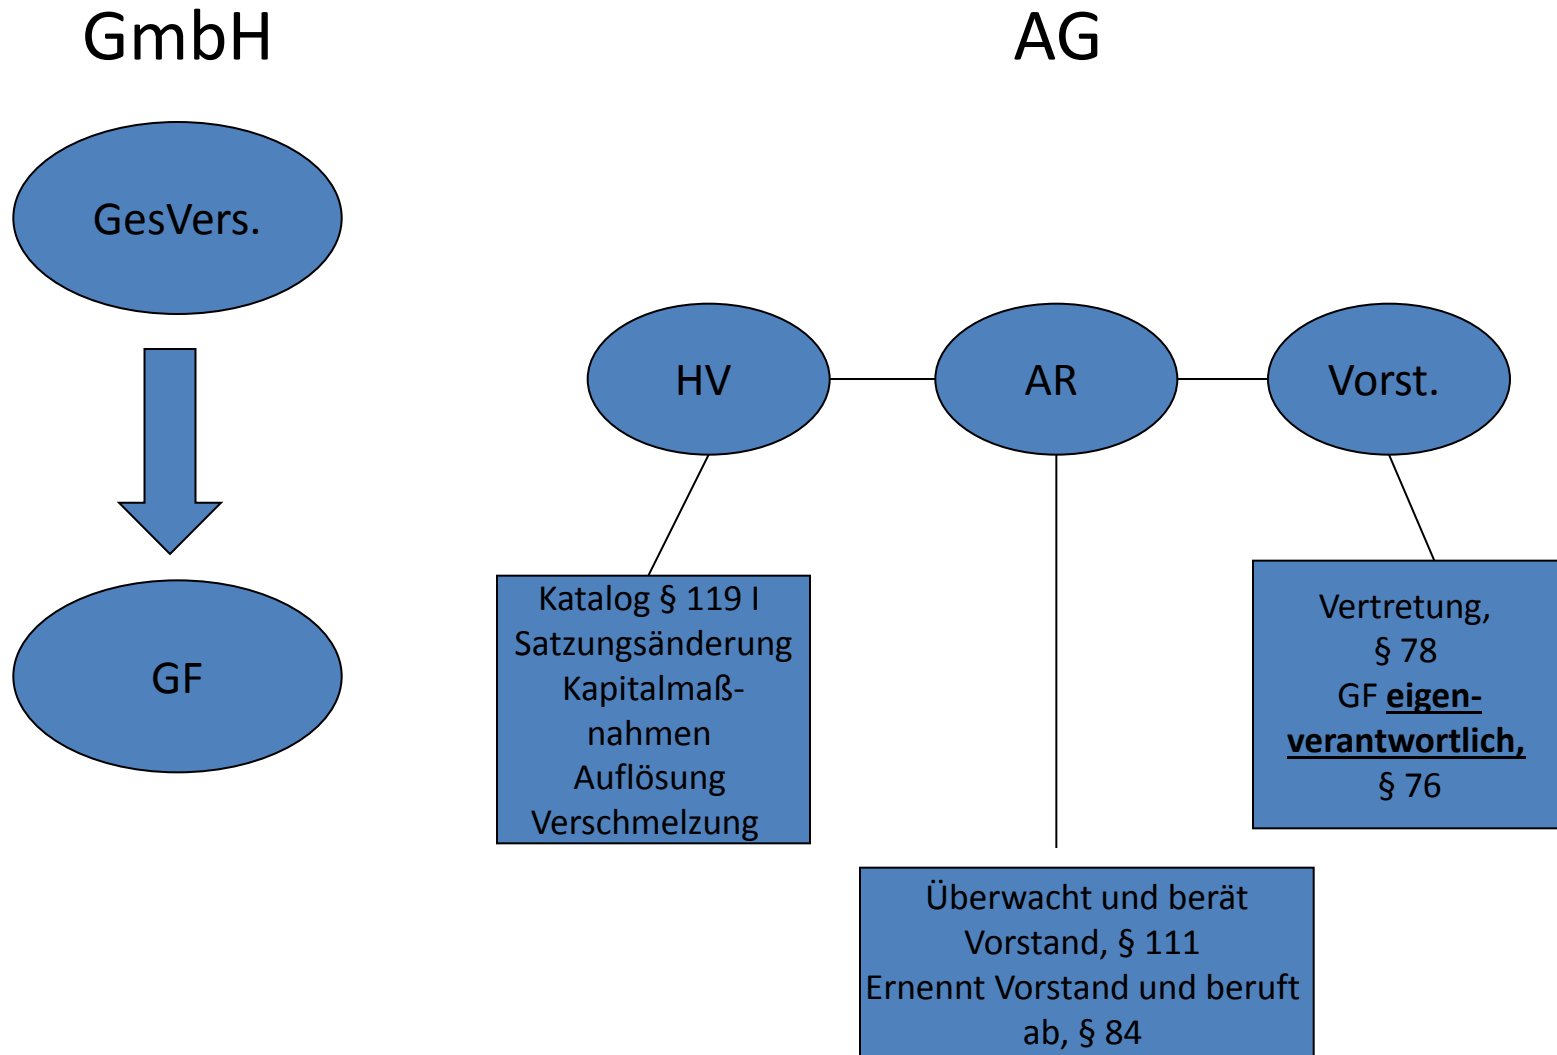 GmbH
AG
GesVers.
GF
HV
AR
Vorst.
Katalog § 119 I
Satzungsänderung
Kapitalmaß-
nahmen
Auflösung
Verschmelzung
Überwacht und berät
Vorstand, § 111
Ernennt Vorstand und beruft
ab, § 84
Vertretung,
§ 78
GF eigen-
verantwortlich,
§ 76